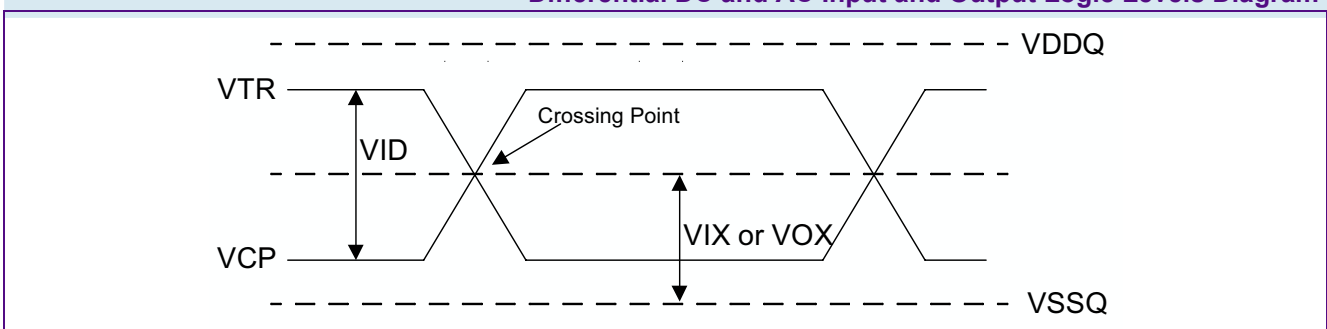 Differential DC and AC Input and Output Logic Levels Diagram
VDDQ
VTR
Crossing Point
VID
VIX or VOX
VCP
VSSQ